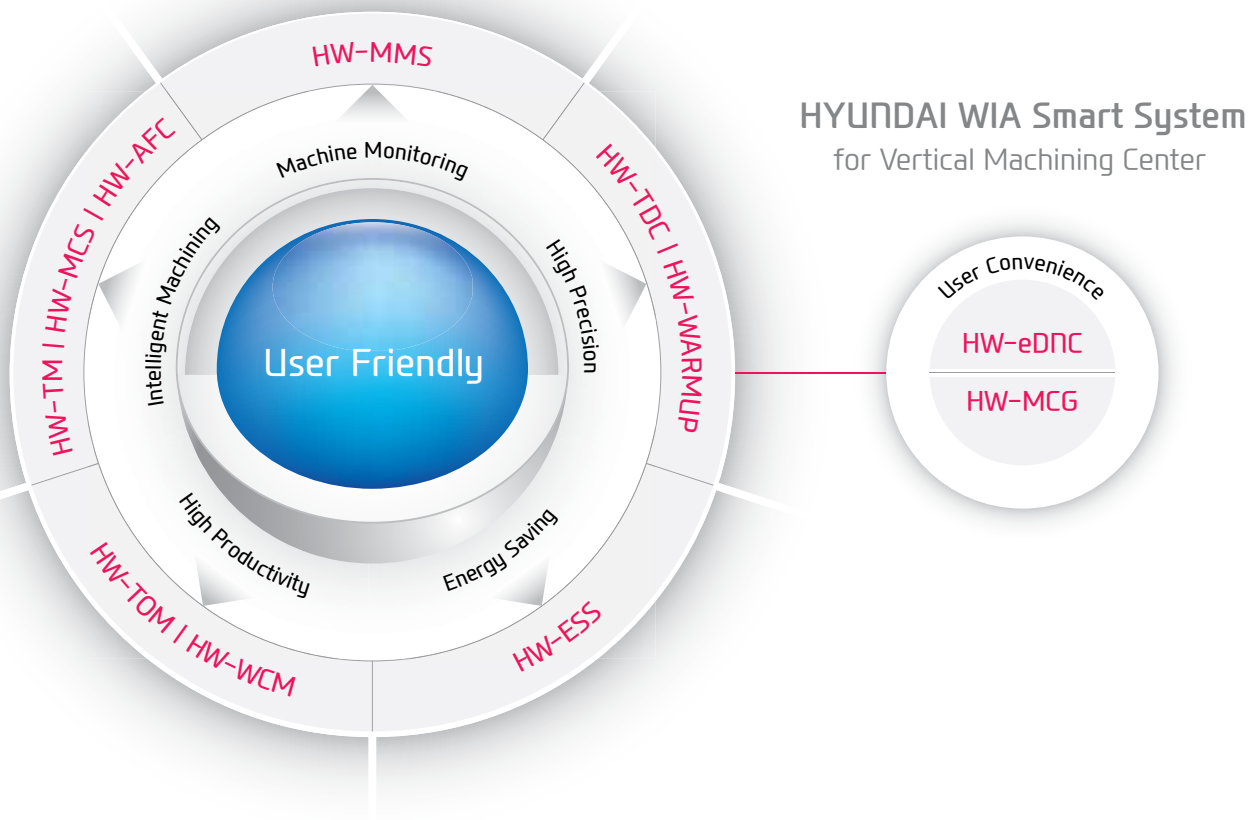 HYUNDAI WIA Smart System
for Vertical Machining Center
HW-MMS
Machine Monitoring
HW-TM | HW-MCS | HW-AFC
Intelligent Machining
HW-TDC | HW-WARMUP
High Precision
User Friendly
High Productivity
HW-TOM | HW-WCM
Energy Saving
HW-ESS
User Convenience
HW-eDNC
HW-MCG